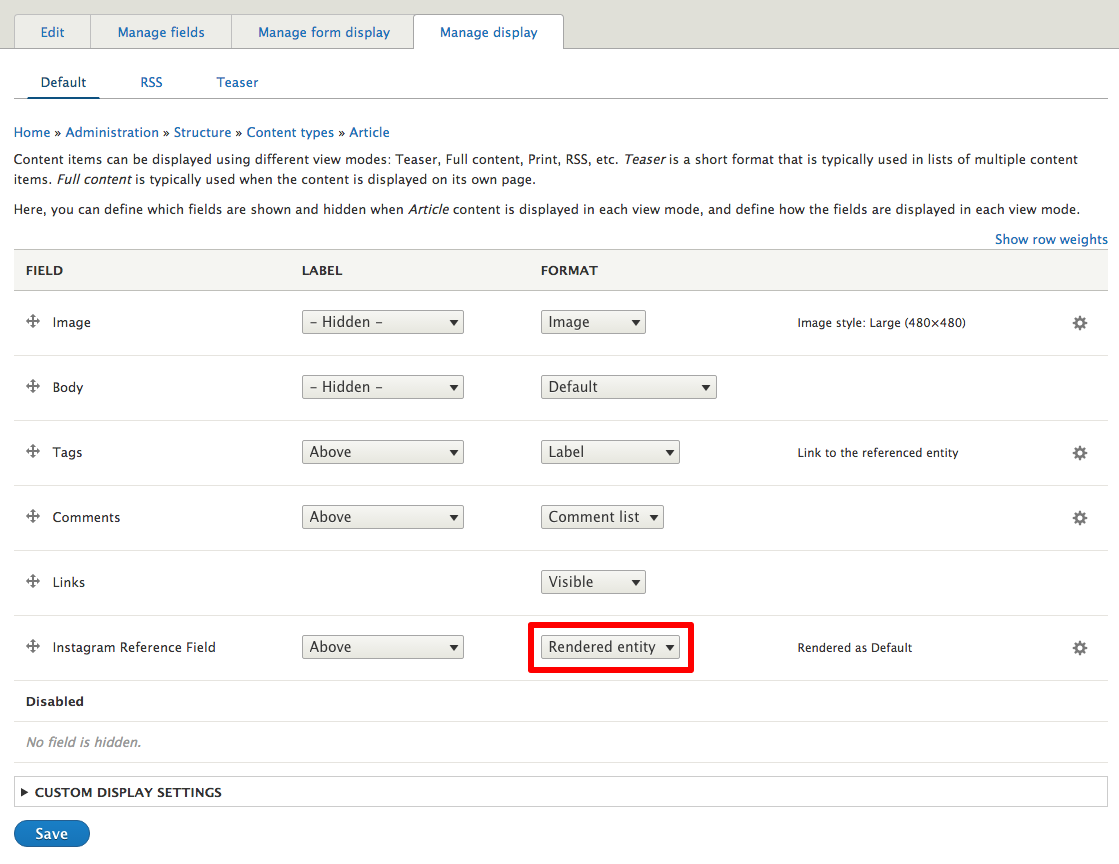 Edit Manage fields Manage form display Manage display
Default RSS Teaser
Home » Administration » Structure » Content types » Article
Content items can be displayed using different view modes: Teaser, Full content, Print, RSS, etc. Teaser is a short format that is typically used in lists of multiple content
items. Full content is typically used when the content is displayed on its own page.
Here, you can define which fields are shown and hidden when Article content is displayed in each view mode, and define how the fields are displayed in each view mode.
Show row weights
FIELD LABEL FORMAT
Image – Hidden – Image Image style: Large (480×480)
Body – Hidden – Default
Tags Above Label Link to the referenced entity
Comments Above Comment list
Links Visible
Instagram Reference Field Above Rendered entity Rendered as Default
Disabled
No field is hidden.
CUSTOM DISPLAY SETTINGS
Save